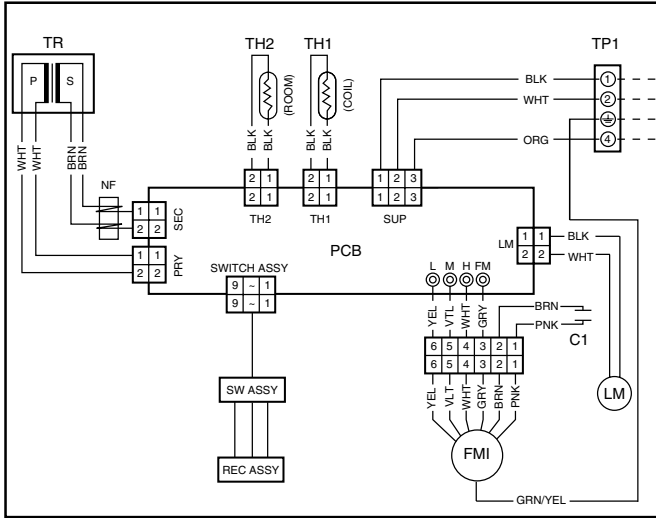 TR
TH2
TH1
TP1
P
S
(ROOM)
(COIL)
BLK
BLK
BLK
BLK
BLK
WHT
ORG
1
2
4
WHT
WHT
BRN
BRN
NF
2 1
2 1
2 1
2 1
1 2 3
1 2 3
TH2
TH1
SUP
1 1
2 2
SEC
1 1
2 2
PRY
PCB
LM
1 1
2 2
BLK
WHT
SWITCH ASSY
9 ~ 1
9 ~ 1
L M H FM
YEL
VTL
WHT
GRY
BRN
PNK
C1
6 5 4 3 2 1
6 5 4 3 2 1
YEL
VLT
WHT
GRY
BRN
PNK
SW ASSY
REC ASSY
FMI
LM
GRN/YEL